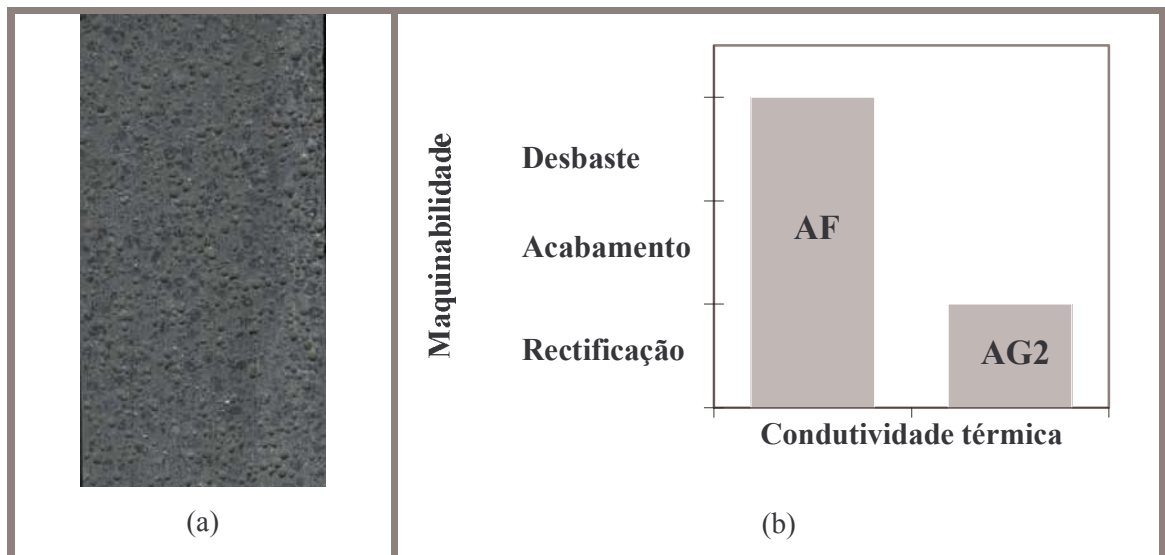 Maquinabilidade
Desbaste
AF
Acabamento
Rectificação
AG2
Condutividade térmica
(a)
(b)